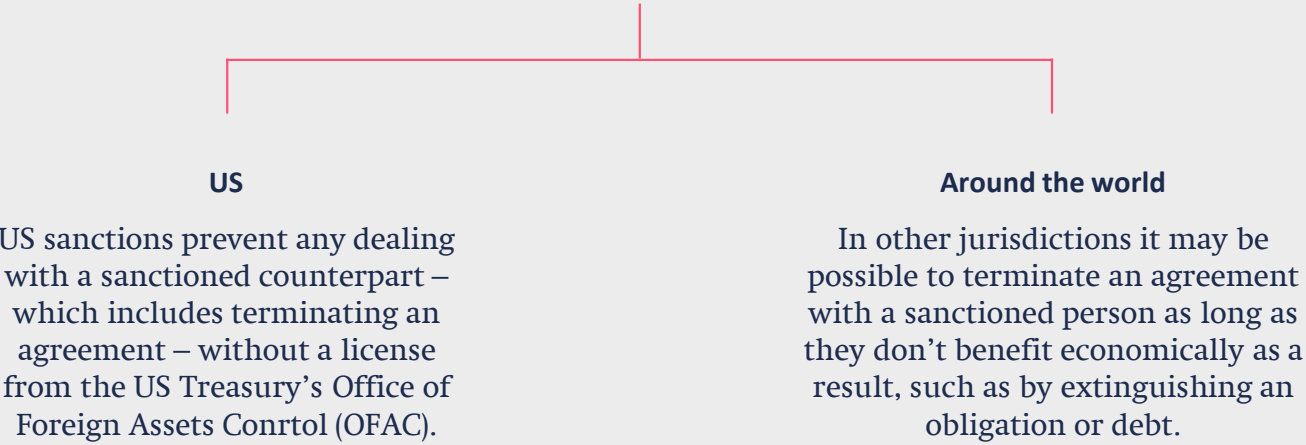 US
US sanctions prevent any dealing
with a sanctioned counterpart –
which includes terminating an
agreement – without a license
from the US Treasury’s Office of
Foreign Assets Conrtol (OFAC).
Around the world
In other jurisdictions it may be
possible to terminate an agreement
with a sanctioned person as long as
they don’t benefit economically as a
result, such as by extinguishing an
obligation or debt.